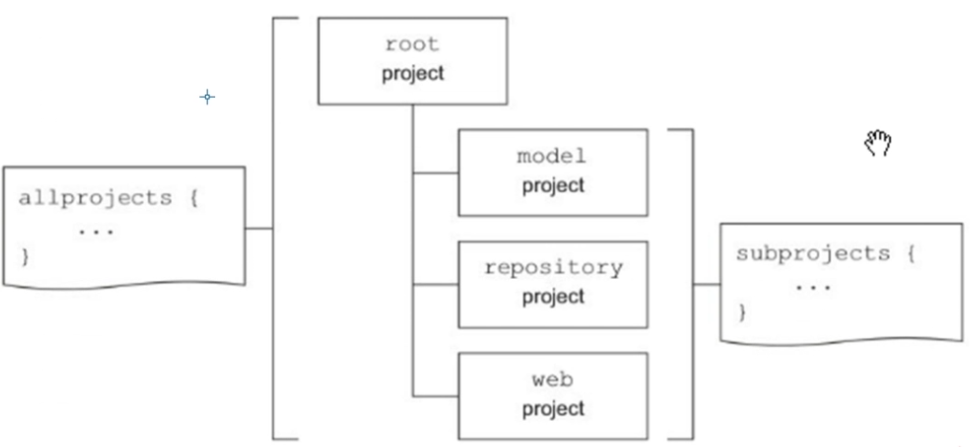 root
project
model
project
allprojects {
...
}
repository
project
subprojects {
...
}
web
project